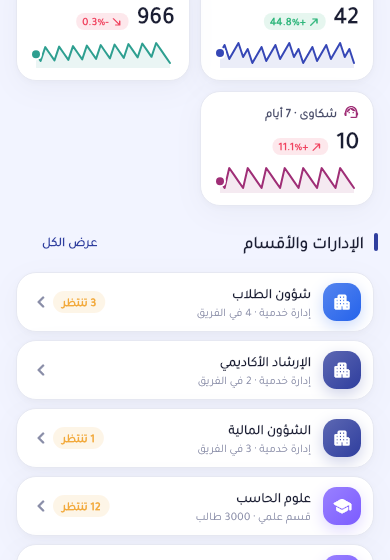 42
+44.8%
966
-0.3%
شكاوى · 7 أيام
10
+11.1%
الإدارات والأقسام
عرض الكل
شؤون الطلاب
إدارة خدمية · 4 في الفريق
3 تنتظر
الإرشاد الأكاديمي
إدارة خدمية · 2 في الفريق
الشؤون المالية
إدارة خدمية · 3 في الفريق
1 تنتظر
علوم الحاسب
قسم علمي · 3000 طالب
12 تنتظر